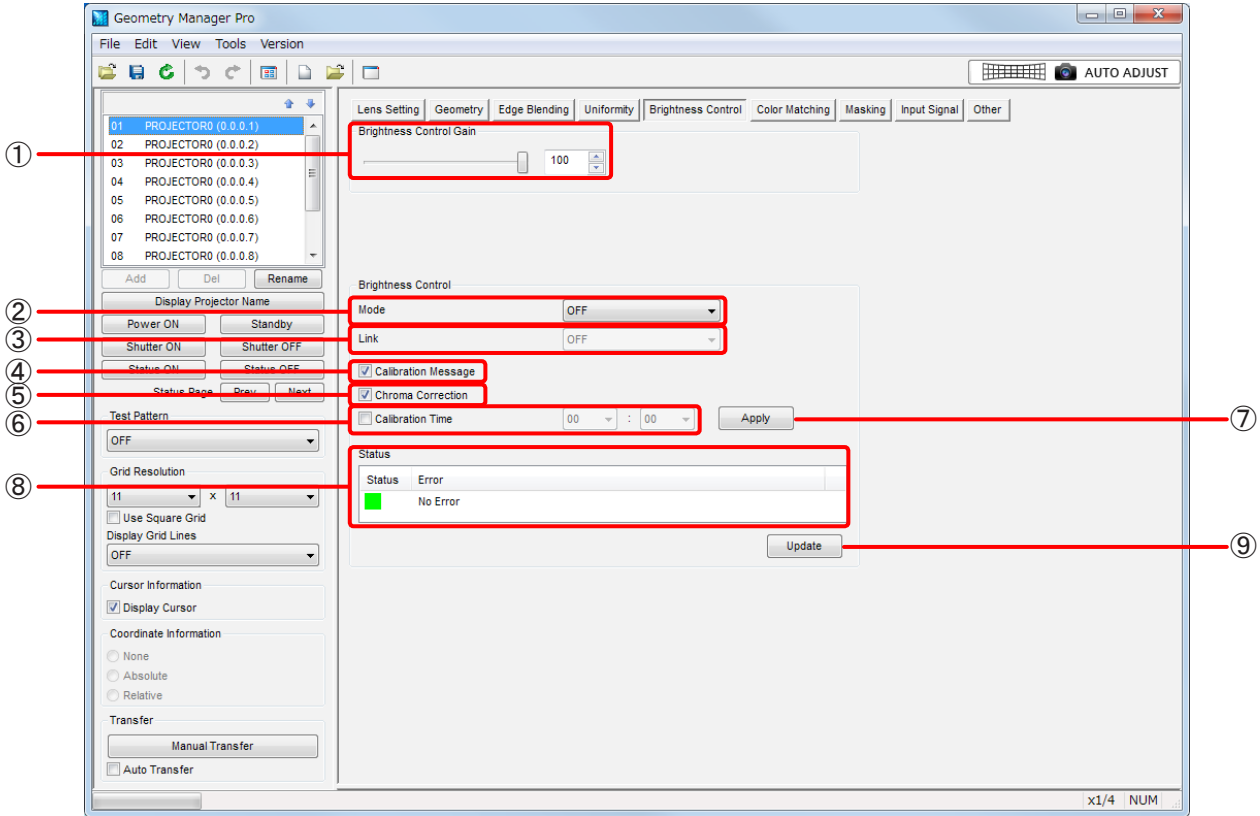 Geometry Manager Pro
File Edit View Tools Version
AUTO ADJUST
01 PROJECTOR0 (0.0.0.1)
02 PROJECTOR0 (0.0.0.2)
03 PROJECTOR0 (0.0.0.3)
04 PROJECTOR0 (0.0.0.4)
05 PROJECTOR0 (0.0.0.5)
06 PROJECTOR0 (0.0.0.6)
07 PROJECTOR0 (0.0.0.7)
08 PROJECTOR0 (0.0.0.8)
Add Del Rename
Display Projector Name
Power ON Standby
Shutter ON Shutter OFF
Status ON Status OFF
Status Page Prev Next
Test Pattern
OFF
Grid Resolution
11 x 11
Use Square Grid
Display Grid Lines
OFF
Cursor Information
Display Cursor
Coordinate Information
None
Absolute
Relative
Transfer
Manual Transfer
Auto Transfer
Lens Setting Geometry Edge Blending Uniformity Brightness Control Color Matching Masking Input Signal Other
① Brightness Control Gain
100
Brightness Control
② Mode OFF
③ Link OFF
④ Calibration Message
⑤ Chroma Correction
⑥ Calibration Time 00 : 00 Apply ⑦
⑧ Status
Status Error
No Error
Update ⑨
x1/4 NUM